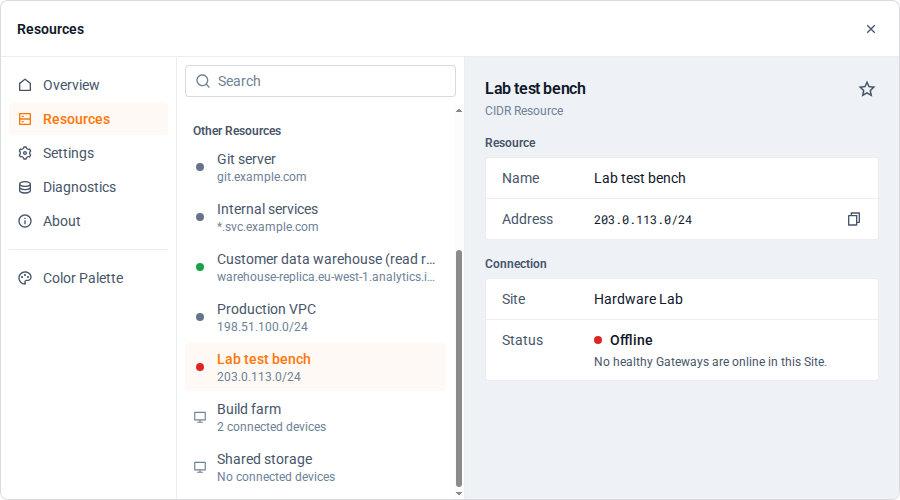 Resources
Overview
Resources
Settings
Diagnostics
About
Color Palette
Search
Other Resources
Git server
git.example.com
Internal services
*.svc.example.com
Customer data warehouse (read r...
warehouse-replica.eu-west-1.analytics.i...
Production VPC
198.51.100.0/24
Lab test bench
203.0.113.0/24
Build farm
2 connected devices
Shared storage
No connected devices
Lab test bench
CIDR Resource
Resource
Name Lab test bench
Address 203.0.113.0/24
Connection
Site Hardware Lab
Status Offline
No healthy Gateways are online in this Site.